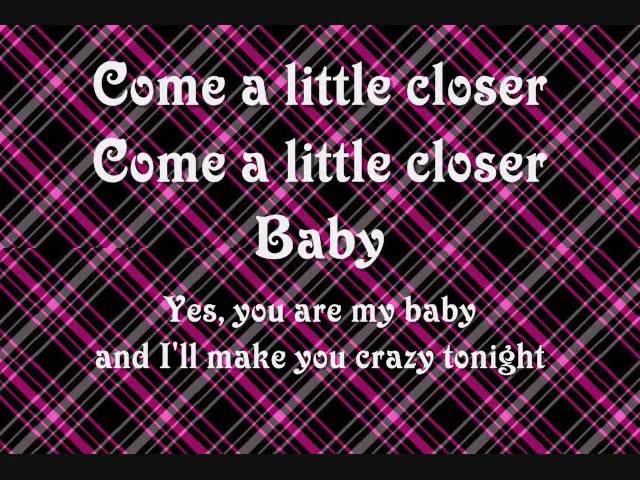 Come a little closer
Come a little closer
Baby
Yes, you are my baby
and I'll make you crazy tonight